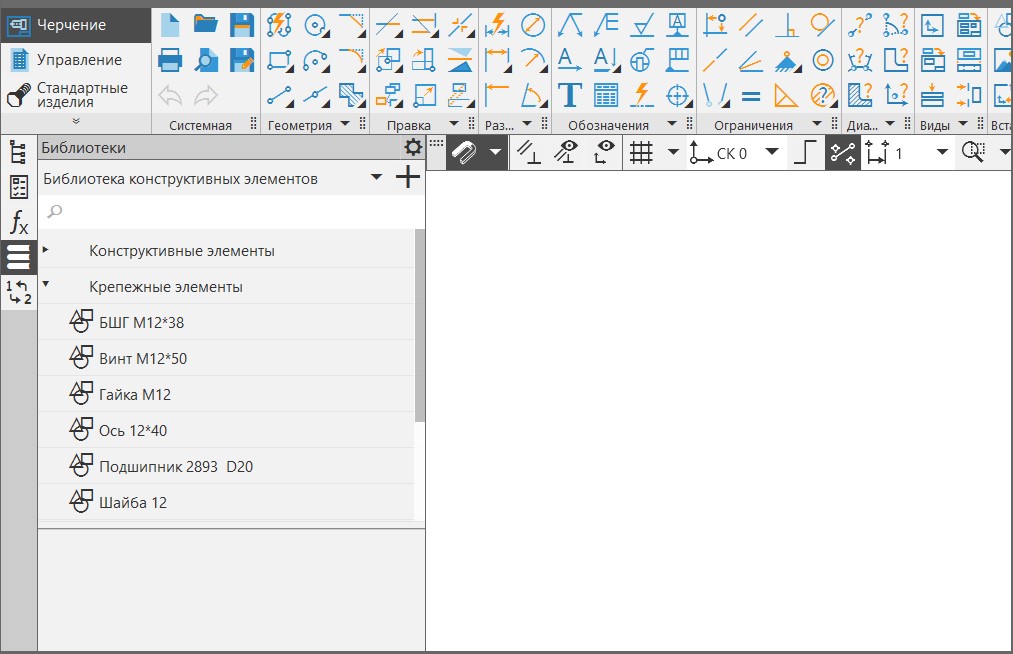 Черчение
Управление
Стандартные
изделия
Системная
Геометрия
Правка
Раз...
Обозначения
Ограничения
Диа...
Виды
Вста
Библиотеки
СК 0
1
Библиотека конструктивных элементов
Конструктивные элементы
Крепежные элементы
БШГ М12*38
Винт М12*50
Гайка М12
Ось 12*40
Подшипник 2893 D20
Шайба 12